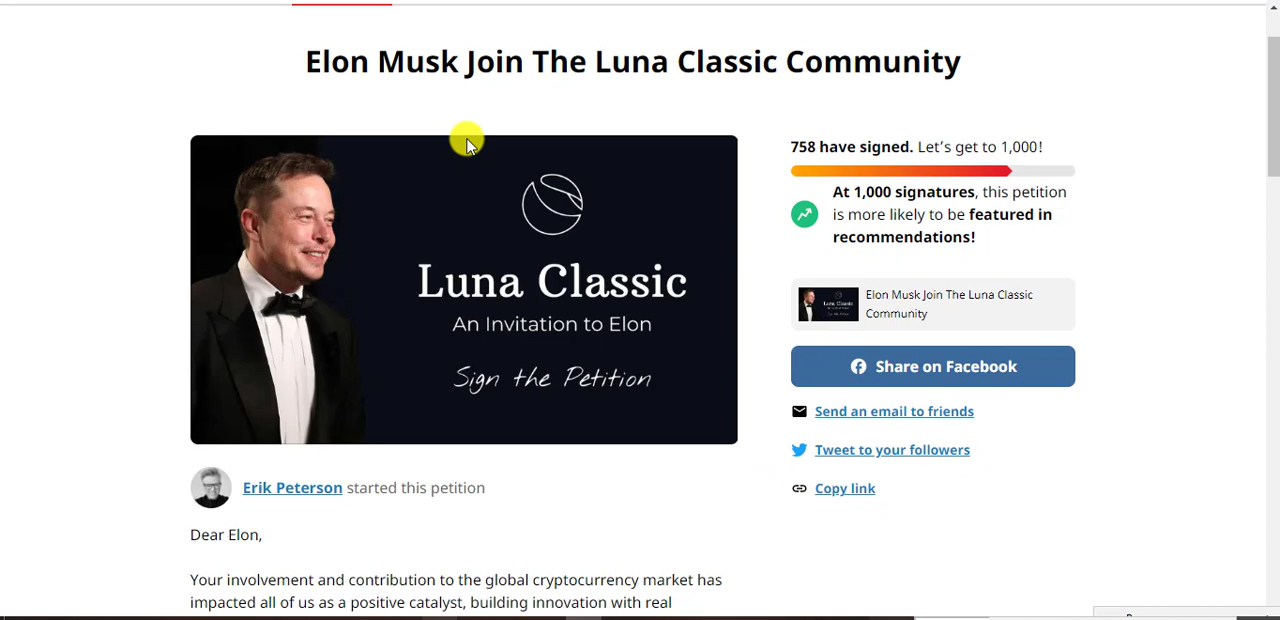 Elon Musk Join The Luna Classic Community
Luna Classic
An Invitation to Elon
Sign the Petition
758 have signed. Let’s get to 1,000!
At 1,000 signatures, this petition
is more likely to be featured in
recommendations!
Elon Musk Join The Luna Classic
Community
Share on Facebook
Send an email to friends
Tweet to your followers
Copy link
Erik Peterson started this petition
Dear Elon,
Your involvement and contribution to the global cryptocurrency market has
impacted all of us as a positive catalyst, building innovation with real